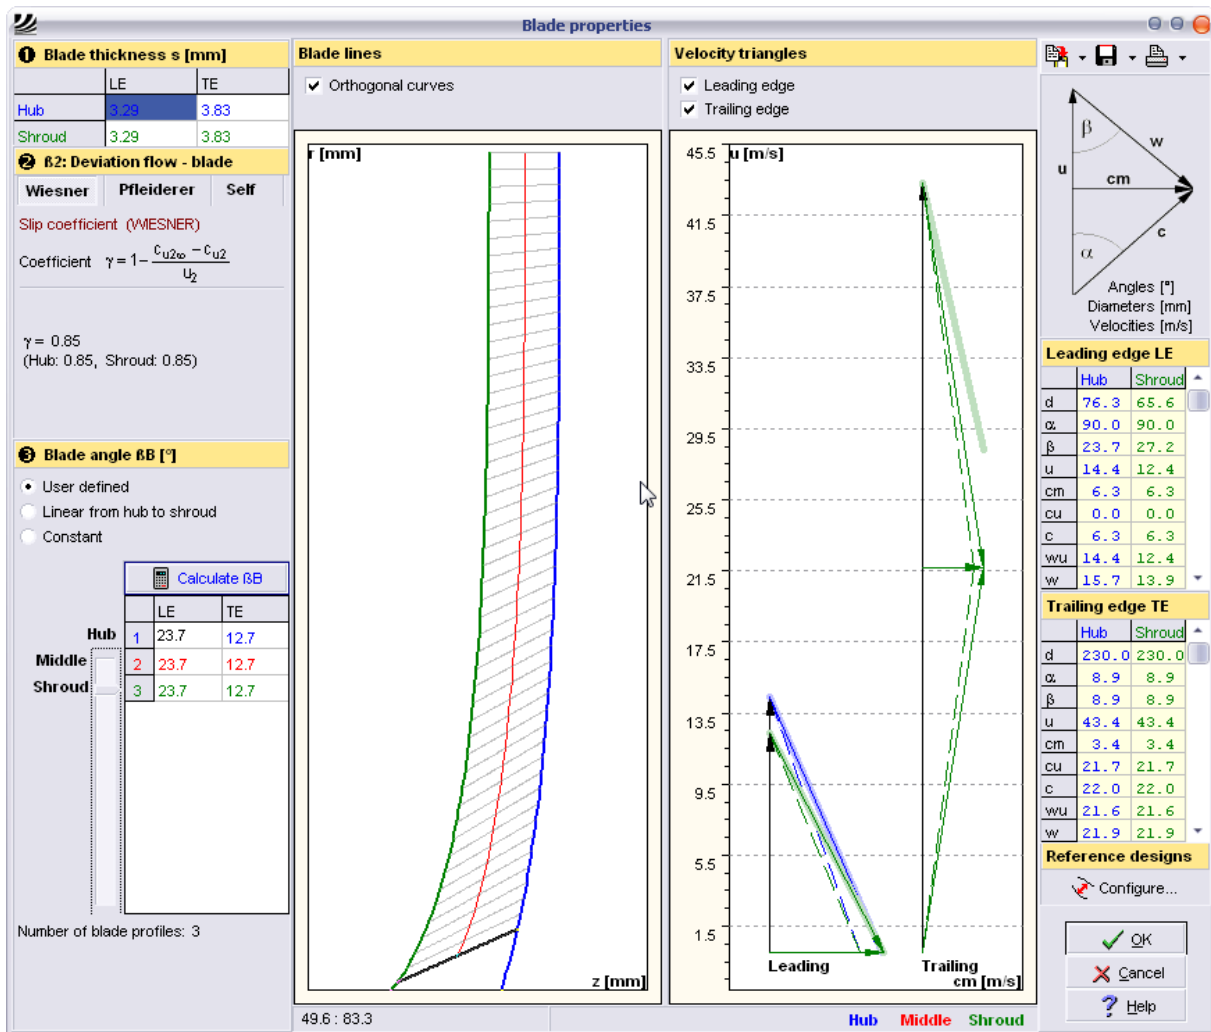 Blade properties
❶ Blade thickness s [mm]
LE TE
Hub 3.29 3.83
Shroud 3.29 3.83
❷ ß2: Deviation flow - blade
Wiesner Pfleiderer Self
Slip coefficient (WIESNER)
Coefficient γ = 1- (c u2∞ - c u2) / u2
γ = 0.85
(Hub: 0.85, Shroud: 0.85)
❸ Blade angle ßB [°]
User defined
Linear from hub to shroud
Constant
Calculate ßB
LE TE
Hub 1 23.7 12.7
Middle 2 23.7 12.7
Shroud 3 23.7 12.7
Number of blade profiles: 3
Blade lines
Orthogonal curves
r [mm]
z [mm]
49.6 : 83.3
Velocity triangles
Leading edge
Trailing edge
u [m/s]
45.5
41.5
37.5
33.5
29.5
25.5
21.5
17.5
13.5
9.5
5.5
1.5
Leading Trailing
cm [m/s]
Hub Middle Shroud
β
w
u
cm
c
α
Angles [°]
Diameters [mm]
Velocities [m/s]
Leading edge LE
Hub Shroud
d 76.3 65.6
α 90.0 90.0
β 23.7 27.2
u 14.4 12.4
cm 6.3 6.3
cu 0.0 0.0
c 6.3 6.3
wu 14.4 12.4
w 15.7 13.9
Trailing edge TE
Hub Shroud
d 230.0 230.0
α 8.9 8.9
β 8.9 8.9
u 43.4 43.4
cm 3.4 3.4
cu 21.7 21.7
c 22.0 22.0
wu 21.6 21.6
w 21.9 21.9
Reference designs
Configure...
OK
Cancel
Help